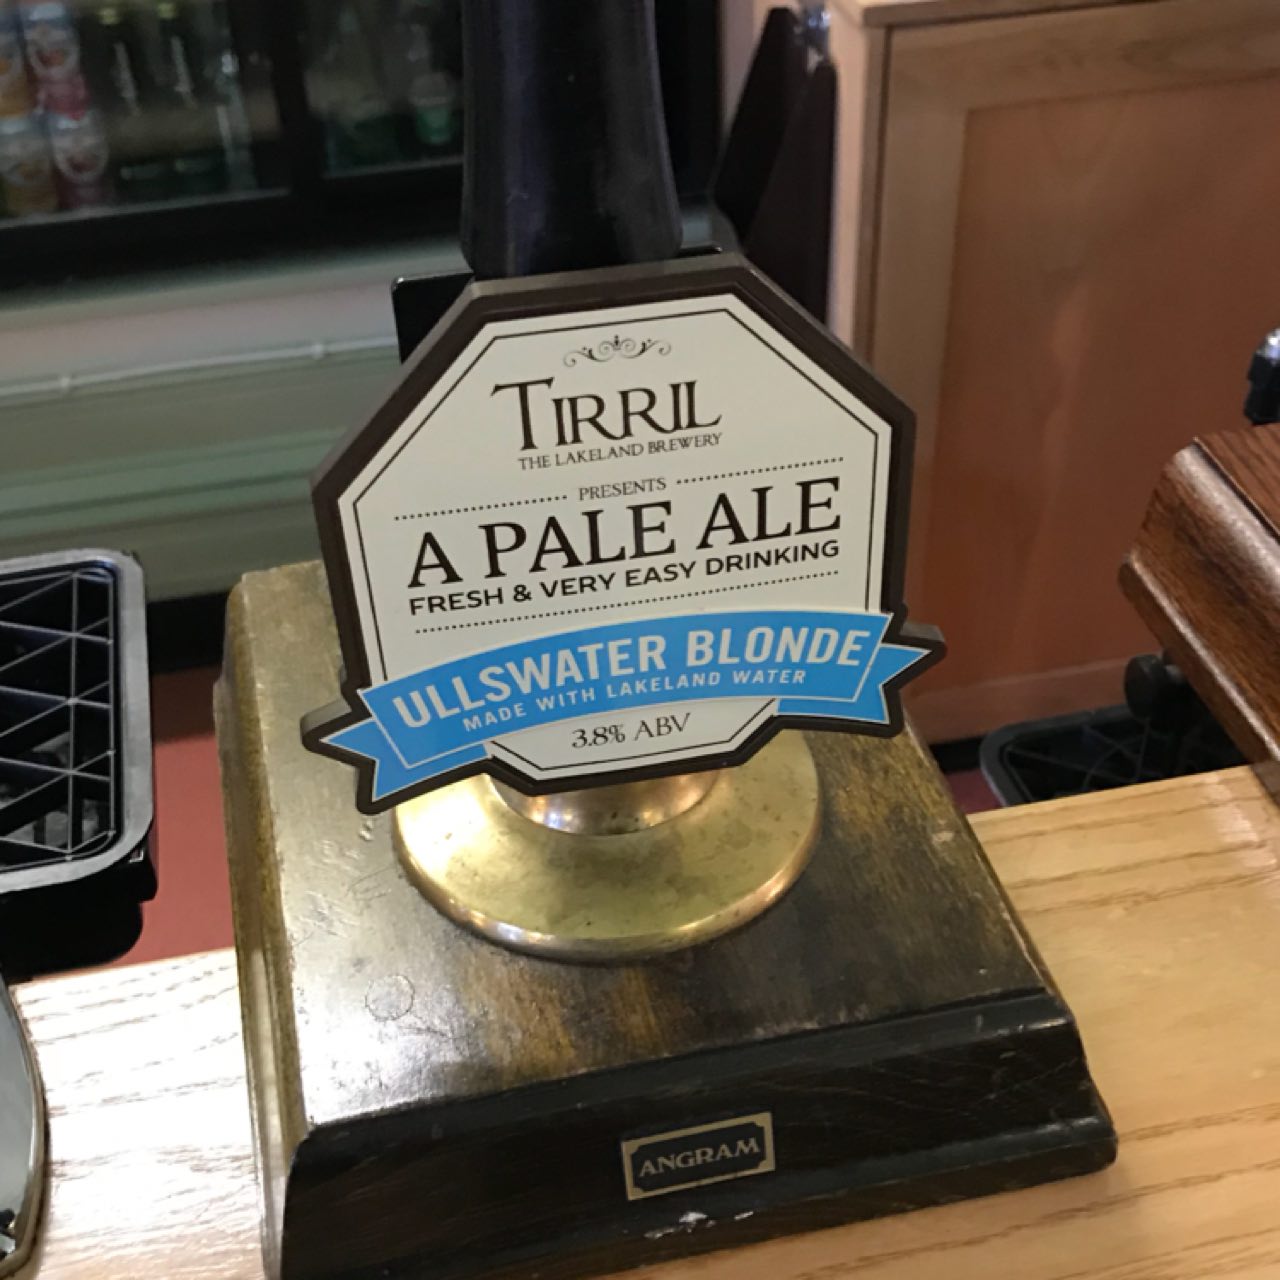 TIRRIL
THE LAKELAND BREWERY
PRESENTS
A PALE ALE
FRESH & VERY EASY DRINKING
ULLSWATER BLONDE
MADE WITH LAKELAND WATER
3.8% ABV
ANGRAM